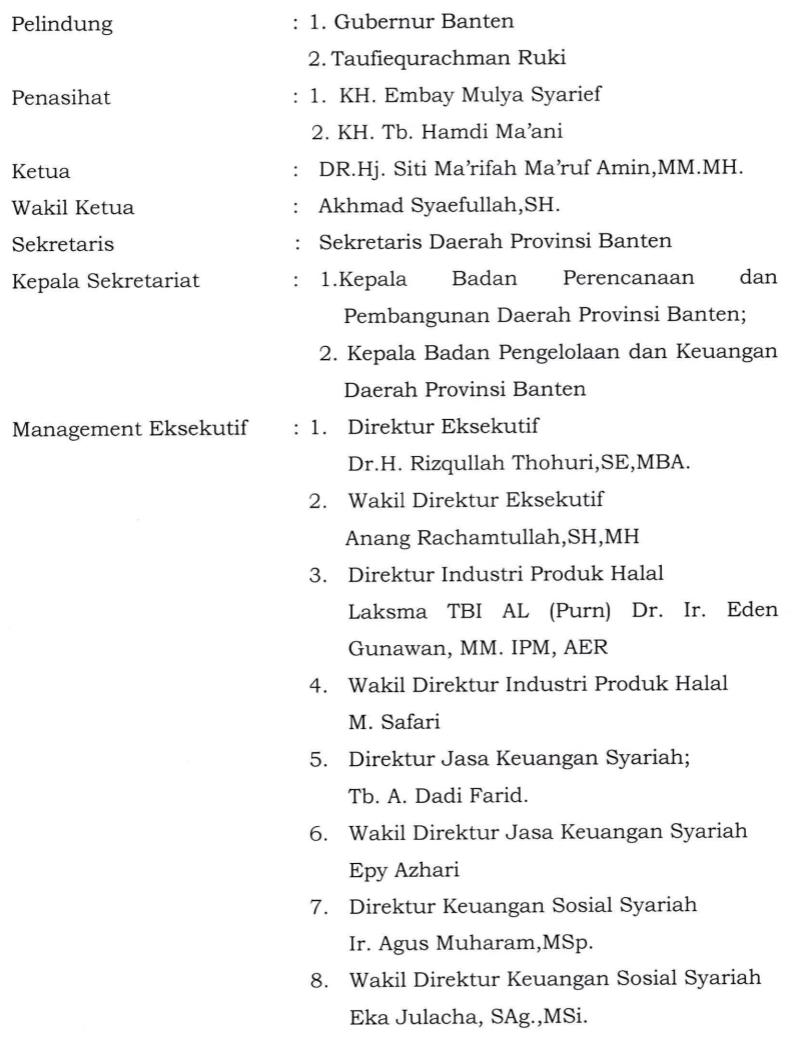 Pelindung : 1. Gubernur Banten
2. Taufiequrachman Ruki
Penasihat : 1. KH. Embay Mulya Syarief
2. KH. Tb. Hamdi Ma'ani
Ketua : DR.Hj. Siti Ma'rifah Ma'ruf Amin,MM.MH.
Wakil Ketua : Akhmad Syaefullah,SH.
Sekretaris : Sekretaris Daerah Provinsi Banten
Kepala Sekretariat : 1.Kepala Badan Perencanaan dan
Pembangunan Daerah Provinsi Banten;
2. Kepala Badan Pengelolaan dan Keuangan
Daerah Provinsi Banten
Management Eksekutif : 1. Direktur Eksekutif
Dr.H. Rizqullah Thohuri,SE,MBA.
2. Wakil Direktur Eksekutif
Anang Rachamtullah,SH,MH
3. Direktur Industri Produk Halal
Laksma TBI AL (Purn) Dr. Ir. Eden
Gunawan, MM. IPM, AER
4. Wakil Direktur Industri Produk Halal
M. Safari
5. Direktur Jasa Keuangan Syariah;
Tb. A. Dadi Farid.
6. Wakil Direktur Jasa Keuangan Syariah
Epy Azhari
7. Direktur Keuangan Sosial Syariah
Ir. Agus Muharam,MSp.
8. Wakil Direktur Keuangan Sosial Syariah
Eka Julacha, SAg.,MSi.